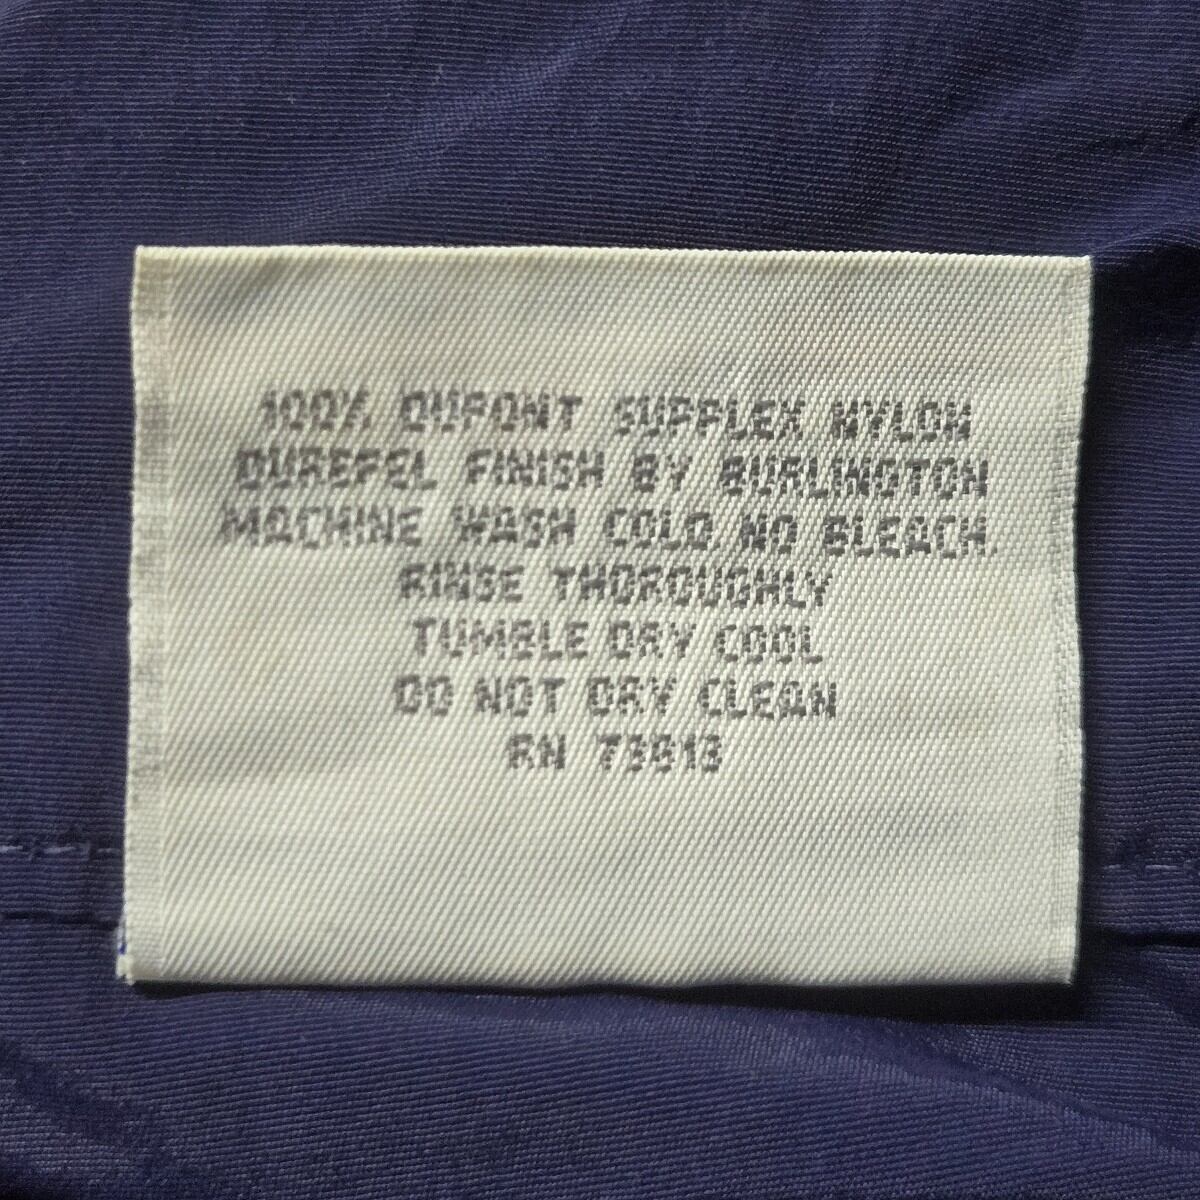 100% DUPONT SUPPLEX NYLON
DUREPEL FINISH BY BURLINGTON
MACHINE WASH COLD. NO BLEACH.
RINSE THOROUGHLY
TUMBLE DRY COOL
DO NOT DRY CLEAN
RN 73813